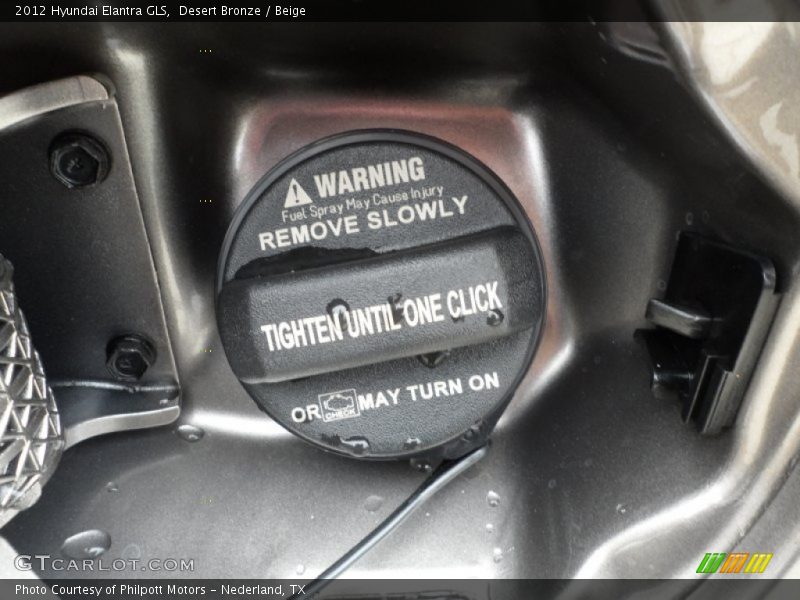 2012 Hyundai Elantra GLS,  Desert Bronze / Beige
WARNING
Fuel Spray May Cause Injury
REMOVE SLOWLY
TIGHTEN UNTIL ONE CLICK
OR CHECK MAY TURN ON
GTCARLOT.COM
Photo Courtesy of Philpott Motors - Nederland, TX